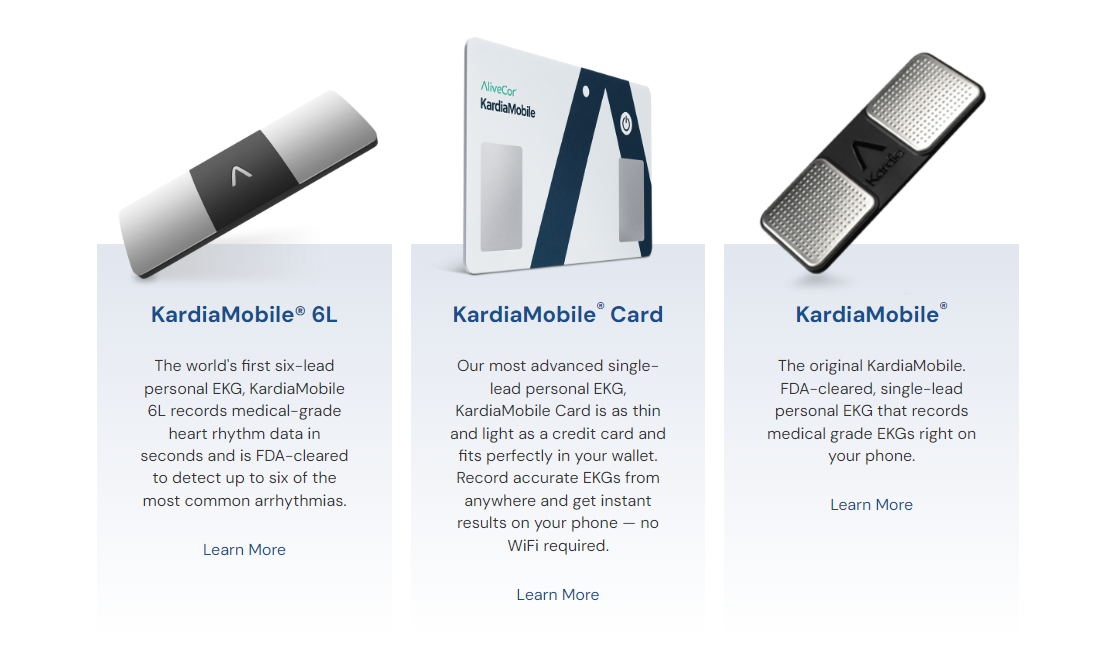 AliveCor
KardiaMobile
Kardia
KardiaMobile® 6L
The world's first six-lead
personal EKG, KardiaMobile
6L records medical-grade
heart rhythm data in
seconds and is FDA-cleared
to detect up to six of the
most common arrhythmias.
Learn More
KardiaMobile® Card
Our most advanced single-
lead personal EKG,
KardiaMobile Card is as thin
and light as a credit card and
fits perfectly in your wallet.
Record accurate EKGs from
anywhere and get instant
results on your phone — no
WiFi required.
Learn More
KardiaMobile®
The original KardiaMobile.
FDA-cleared, single-lead
personal EKG that records
medical grade EKGs right on
your phone.
Learn More